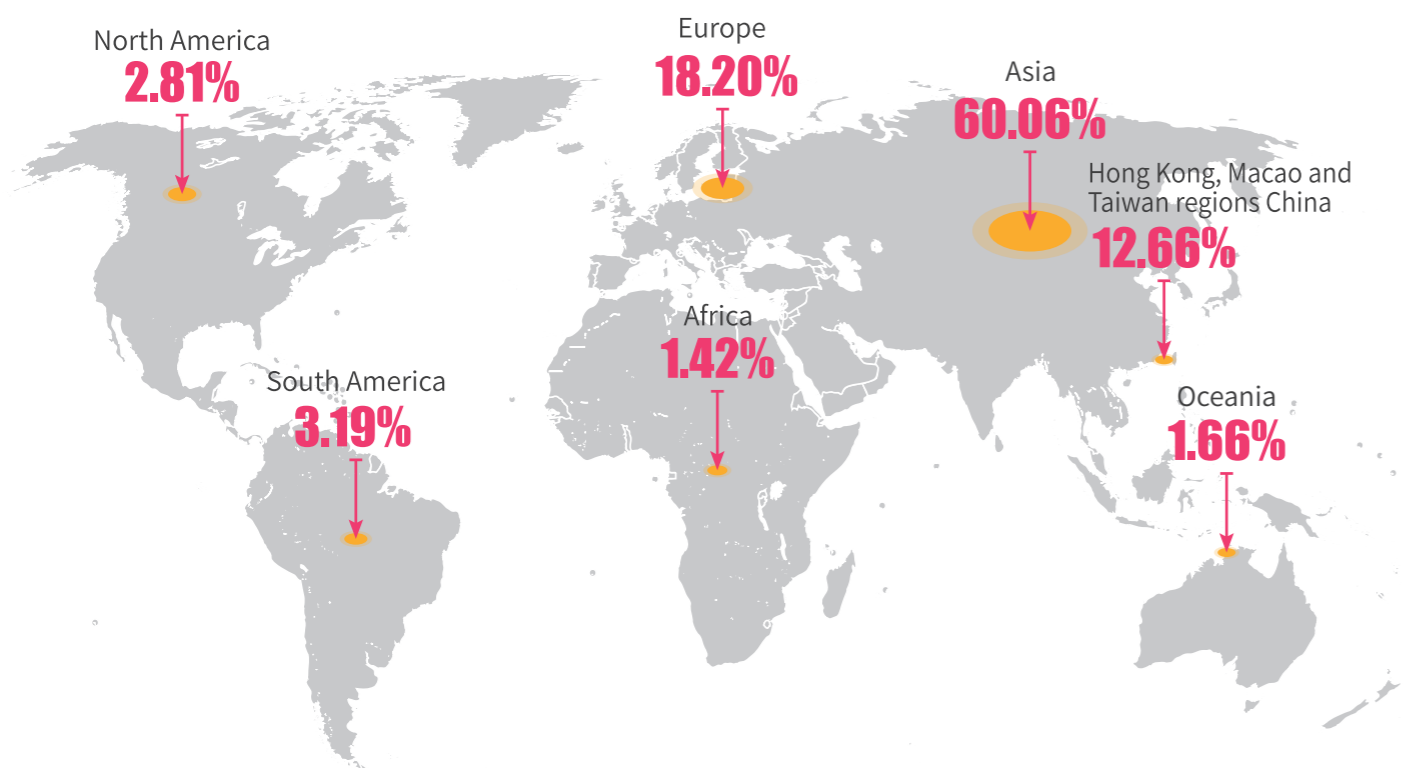 North America
2.81%
Europe
18.20%
Asia
60.06%
Hong Kong, Macao and
Taiwan regions China
12.66%
Africa
1.42%
South America
3.19%
Oceania
1.66%